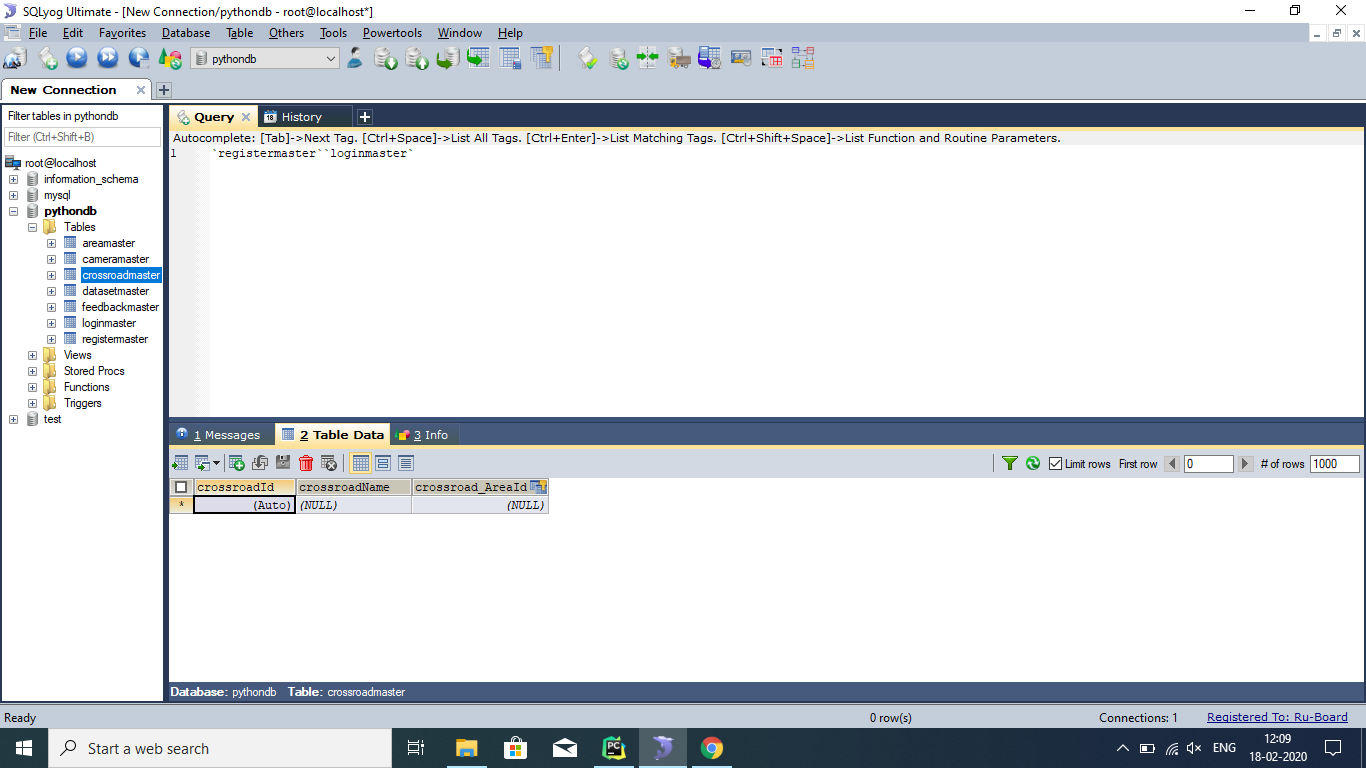 SQLyog Ultimate - [New Connection/pythondb - root@localhost*]
File Edit Favorites Database Table Others Tools Powertools Window Help
pythondb
New Connection
Filter tables in pythondb
Filter (Ctrl+Shift+B)
root@localhost
information_schema
mysql
pythondb
Tables
areamaster
cameramaster
crossroadmaster
datasetmaster
feedbackmaster
loginmaster
registermaster
Views
Stored Procs
Functions
Triggers
test
Query History
Autocomplete: [Tab]->Next Tag. [Ctrl+Space]->List All Tags. [Ctrl+Enter]->List Matching Tags. [Ctrl+Shift+Space]->List Function and Routine Parameters.
1 `registermaster``loginmaster`
1 Messages 2 Table Data 3 Info
Limit rows First row 0 # of rows 1000
crossroadId crossroadName crossroad_AreaId
* (Auto) (NULL) (NULL)
Database: pythondb Table: crossroadmaster
Ready 0 row(s) Connections: 1 Registered To: Ru-Board
Start a web search
PC
ENG
12:09
18-02-2020